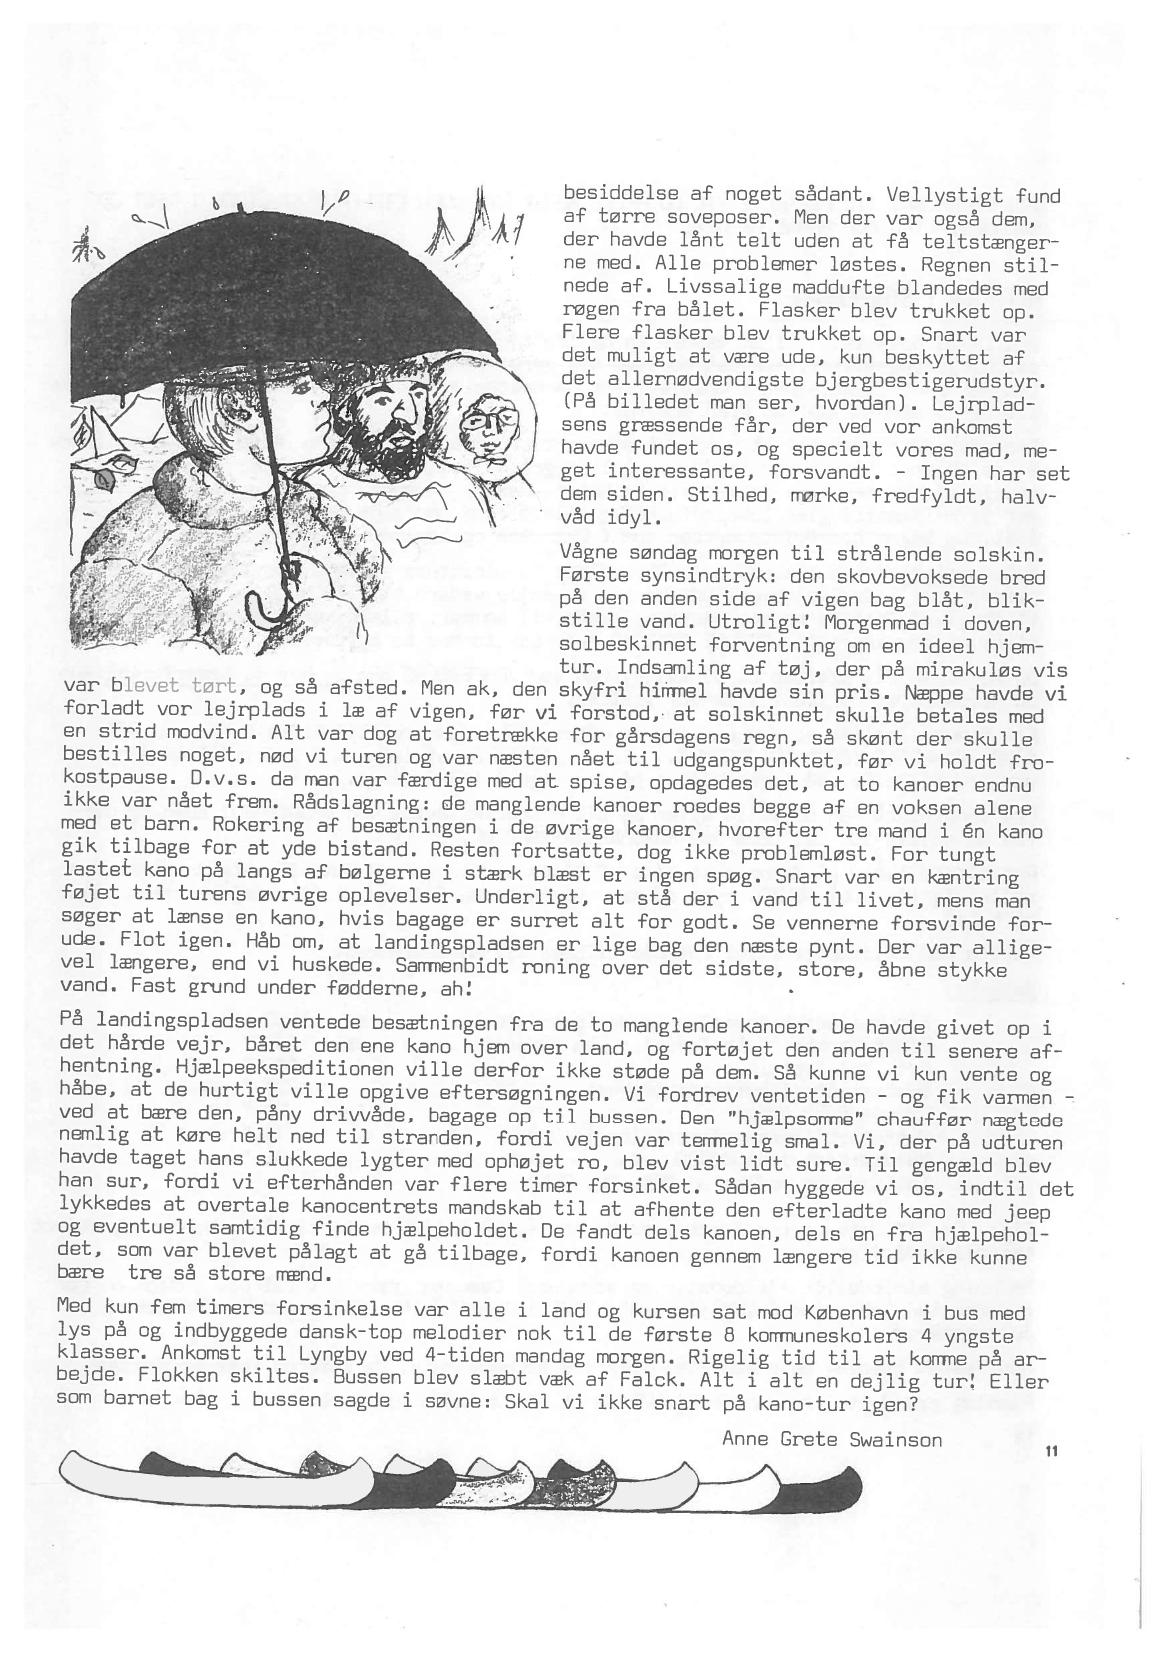 besiddelse af noget sådant. Vellystigt fund
af tørre soveposer. Men der var også dem,
der havde lånt telt uden at få teltstænger-
ne med. Alle problemer løstes. Regnen stil-
nede af. Livssalige maddufte blandedes med
røgen fra bålet. Flasker blev trukket op.
Flere flasker blev trukket op. Snart var
det muligt at være ude, kun beskyttet af
det allernødvendigste bjergbestigerudstyr.
(På billedet man ser, hvordan). Lejrplad-
sens græssende får, der ved vor ankomst
havde fundet os, og specielt vores mad, me-
get interessante, forsvandt. - Ingen har set
dem siden. Stilhed, mørke, fredfyldt, halv-
våd idyl.
Vågne søndag morgen til strålende solskin.
Første synsindtryk: den skovbevoksede bred
på den anden side af vigen bag blåt, blik-
stille vand. Utroligt! Morgenmad i doven,
solbeskinnet forventning om en ideel hjem-
tur. Indsamling af tøj, der på mirakuløs vis
var blevet tørt, og så afsted. Men ak, den skyfri himmel havde sin pris. Næppe havde vi
forladt vor lejrplads i læ af vigen, før vi forstod, at solskinnet skulle betales med
en strid modvind. Alt var dog at foretrække for gårsdagens regn, så skønt der skulle
bestilles noget, nød vi turen og var næsten nået til udgangspunktet, før vi holdt fro-
kostpause. D.v.s. da man var færdige med at spise, opdagedes det, at to kanoer endnu
ikke var nået frem. Rådslagning: de manglende kanoer roedes begge af en voksen alene
med et barn. Rokering af besætningen i de øvrige kanoer, hvorefter tre mand i én kano
gik tilbage for at yde bistand. Resten fortsatte, dog ikke problemløst. For tungt
lastet kano på langs af bølgerne i stærk blæst er ingen spøg. Snart var en kæntring
føjet til turens øvrige oplevelser. Underligt, at stå der i vand til livet, mens man
søger at lænse en kano, hvis bagage er surret alt for godt. Se vennerne forsvinde for-
ude. Flot igen. Håb om, at landingspladsen er lige bag den næste pynt. Der var allige-
vel længere, end vi huskede. Sammenbidt roning over det sidste, store, åbne stykke
vand. Fast grund under fødderne, ah!
På landingspladsen ventede besætningen fra de to manglende kanoer. De havde givet op i
det hårde vejr, båret den ene kano hjem over land, og fortøjet den anden til senere af-
hentning. Hjælpeekspeditionen ville derfor ikke støde på dem. Så kunne vi kun vente og
håbe, at de hurtigt ville opgive eftersøgningen. Vi fordrev ventetiden - og fik varmen -
ved at bære den, påny drivvåde, bagage op til bussen. Den "hjælpsomme" chauffør nægtede
nemlig at køre helt ned til stranden, fordi vejen var temmelig smal. Vi, der på udturen
havde taget hans slukkede lygter med ophøjet ro, blev vist lidt sure. Til gengæld blev
han sur, fordi vi efterhånden var flere timer forsinket. Sådan hyggede vi os, indtil det
lykkedes at overtale kanocentrets mandskab til at afhente den efterladte kano med jeep
og eventuelt samtidig finde hjælpeholdet. De fandt dels kanoen, dels en fra hjælpehol-
det, som var blevet pålagt at gå tilbage, fordi kanoen gennem længere tid ikke kunne
bære tre så store mænd.
Med kun fem timers forsinkelse var alle i land og kursen sat mod København i bus med
lys på og indbyggede dansk-top melodier nok til de første 8 kommuneskolers 4 yngste
klasser. Ankomst til Lyngby ved 4-tiden mandag morgen. Rigelig tid til at komme på ar-
bejde. Flokken skiltes. Bussen blev slæbt væk af Falck. Alt i alt en dejlig tur! Eller
som barnet bag i bussen sagde i søvne: Skal vi ikke snart på kano-tur igen?
Anne Grete Swainson
11